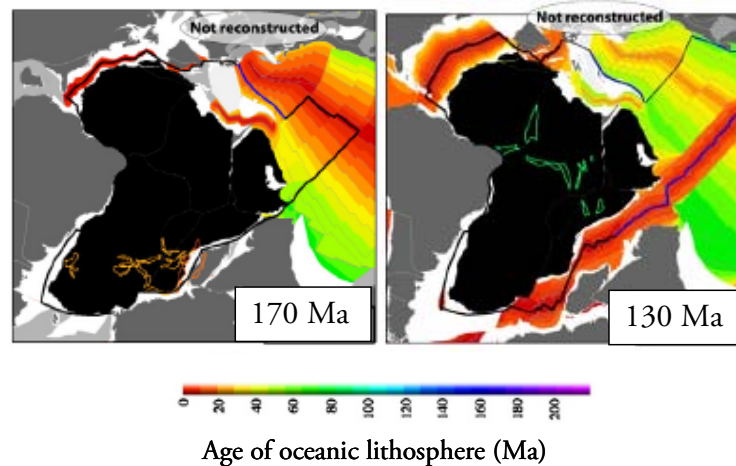 Not reconstructed
170 Ma
Not reconstructed
130 Ma
0 20 40 60 80 100 120 140 160 180 200
Age of oceanic lithosphere (Ma)